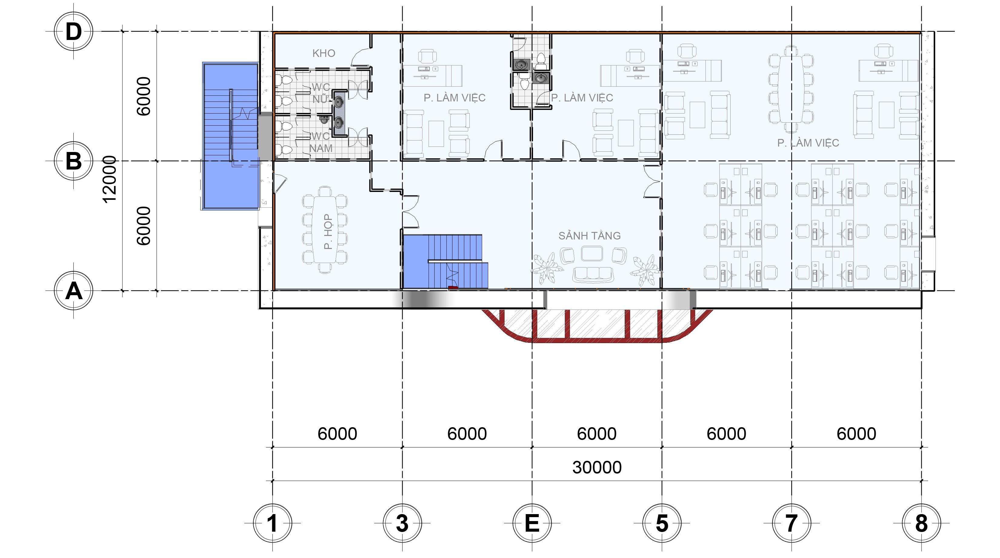 D
KHO
6000
WC
NỮ
P. LÀM VIỆC
P. LÀM VIỆC
WC
NAM
P. LÀM VIỆC
B
12000
6000
P. HỌP
SẢNH TẦNG
A
6000
6000
6000
6000
6000
30000
1
3
E
5
7
8